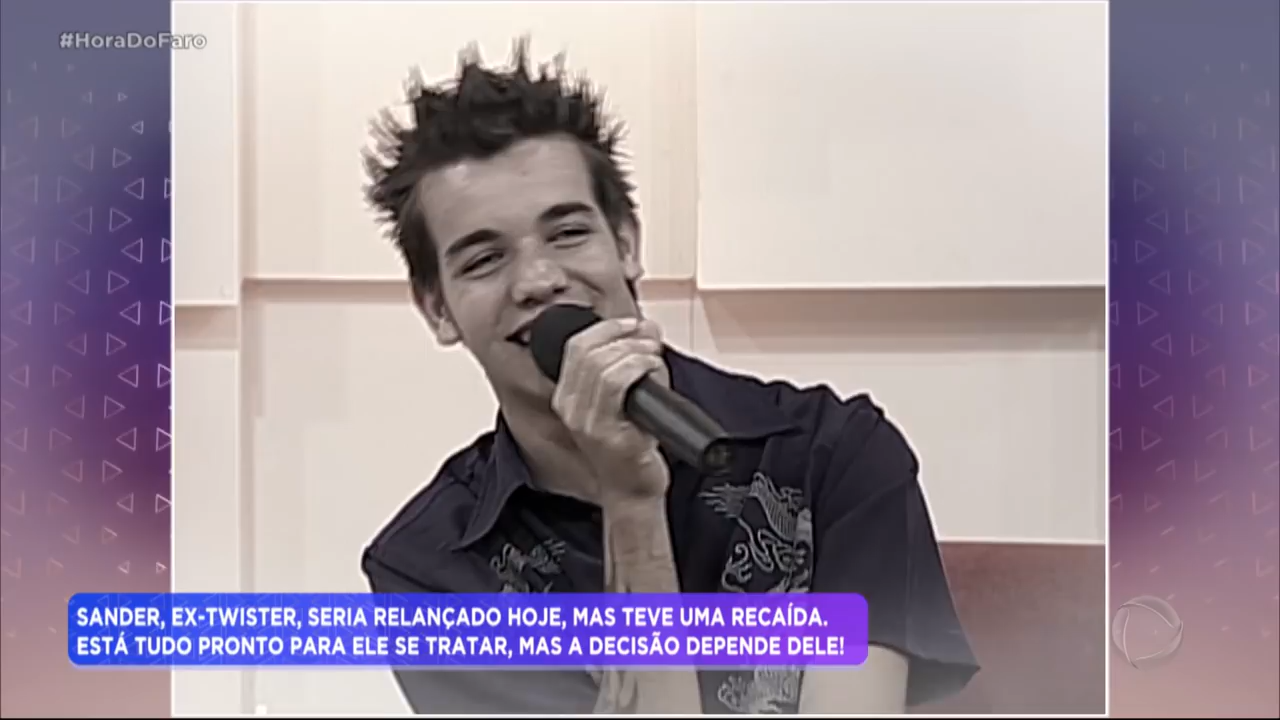 #HoraDoFaro
SANDER, EX-TWISTER, SERIA RELANÇADO HOJE, MAS TEVE UMA RECAÍDA.
ESTÁ TUDO PRONTO PARA ELE SE TRATAR, MAS A DECISÃO DEPENDE DELE!